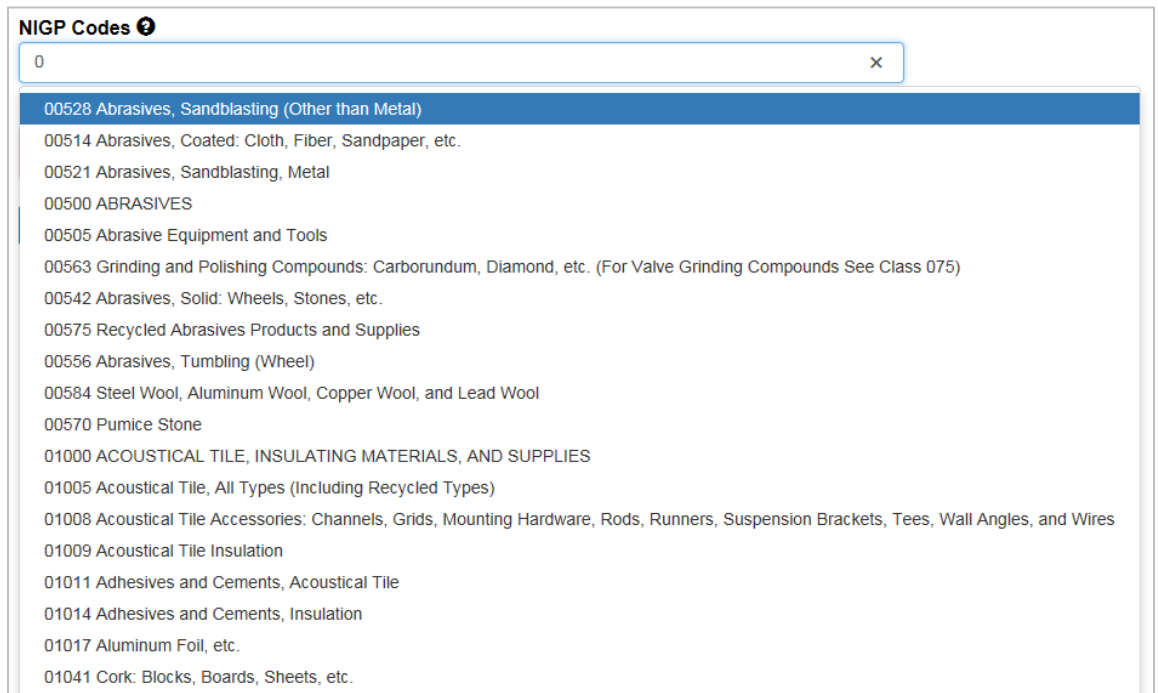 NIGP Codes ?
0 ×
00528 Abrasives, Sandblasting (Other than Metal)
00514 Abrasives, Coated: Cloth, Fiber, Sandpaper, etc.
00521 Abrasives, Sandblasting, Metal
00500 ABRASIVES
00505 Abrasive Equipment and Tools
00563 Grinding and Polishing Compounds: Carborundum, Diamond, etc. (For Valve Grinding Compounds See Class 075)
00542 Abrasives, Solid: Wheels, Stones, etc.
00575 Recycled Abrasives Products and Supplies
00556 Abrasives, Tumbling (Wheel)
00584 Steel Wool, Aluminum Wool, Copper Wool, and Lead Wool
00570 Pumice Stone
01000 ACOUSTICAL TILE, INSULATING MATERIALS, AND SUPPLIES
01005 Acoustical Tile, All Types (Including Recycled Types)
01008 Acoustical Tile Accessories: Channels, Grids, Mounting Hardware, Rods, Runners, Suspension Brackets, Tees, Wall Angles, and Wires
01009 Acoustical Tile Insulation
01011 Adhesives and Cements, Acoustical Tile
01014 Adhesives and Cements, Insulation
01017 Aluminum Foil, etc.
01041 Cork: Blocks, Boards, Sheets, etc.